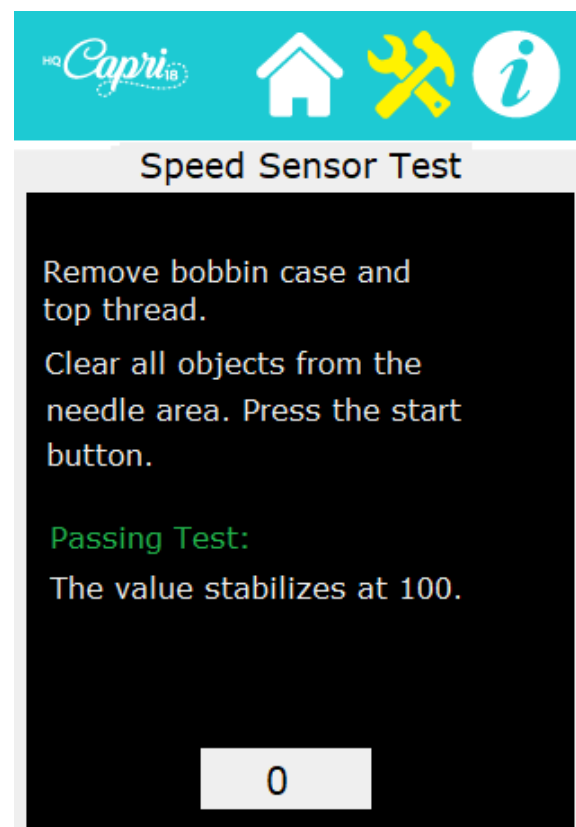 HQ Capri 18
i
Speed Sensor Test
Remove bobbin case and
top thread.
Clear all objects from the
needle area. Press the start
button.
Passing Test:
The value stabilizes at 100.
0